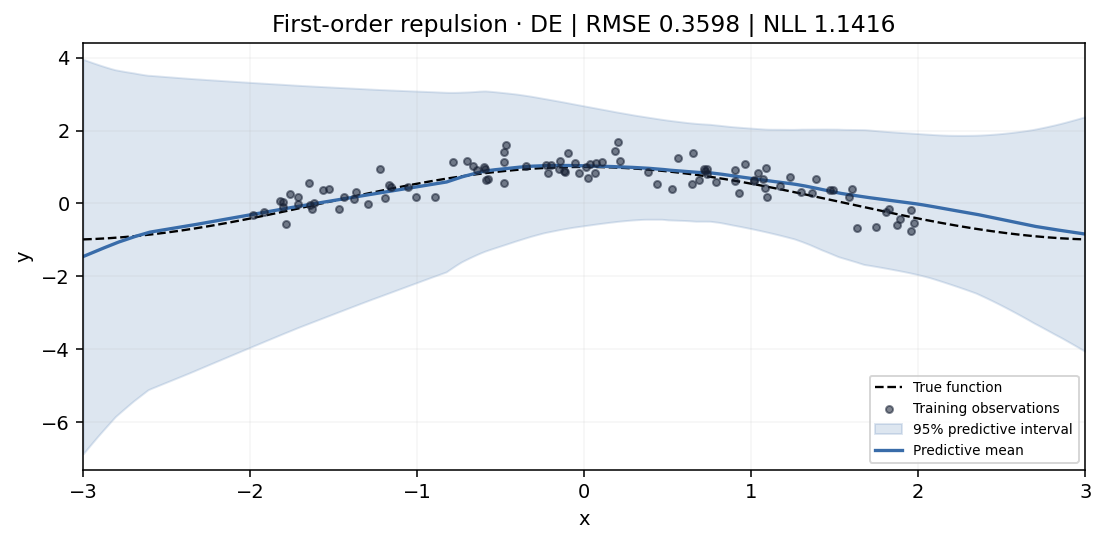 First-order repulsion · DE | RMSE 0.3598 | NLL 1.1416
4
2
0
−2
−4
−6
y
−3
−2
−1
0
1
2
3
x
True function
Training observations
95% predictive interval
Predictive mean